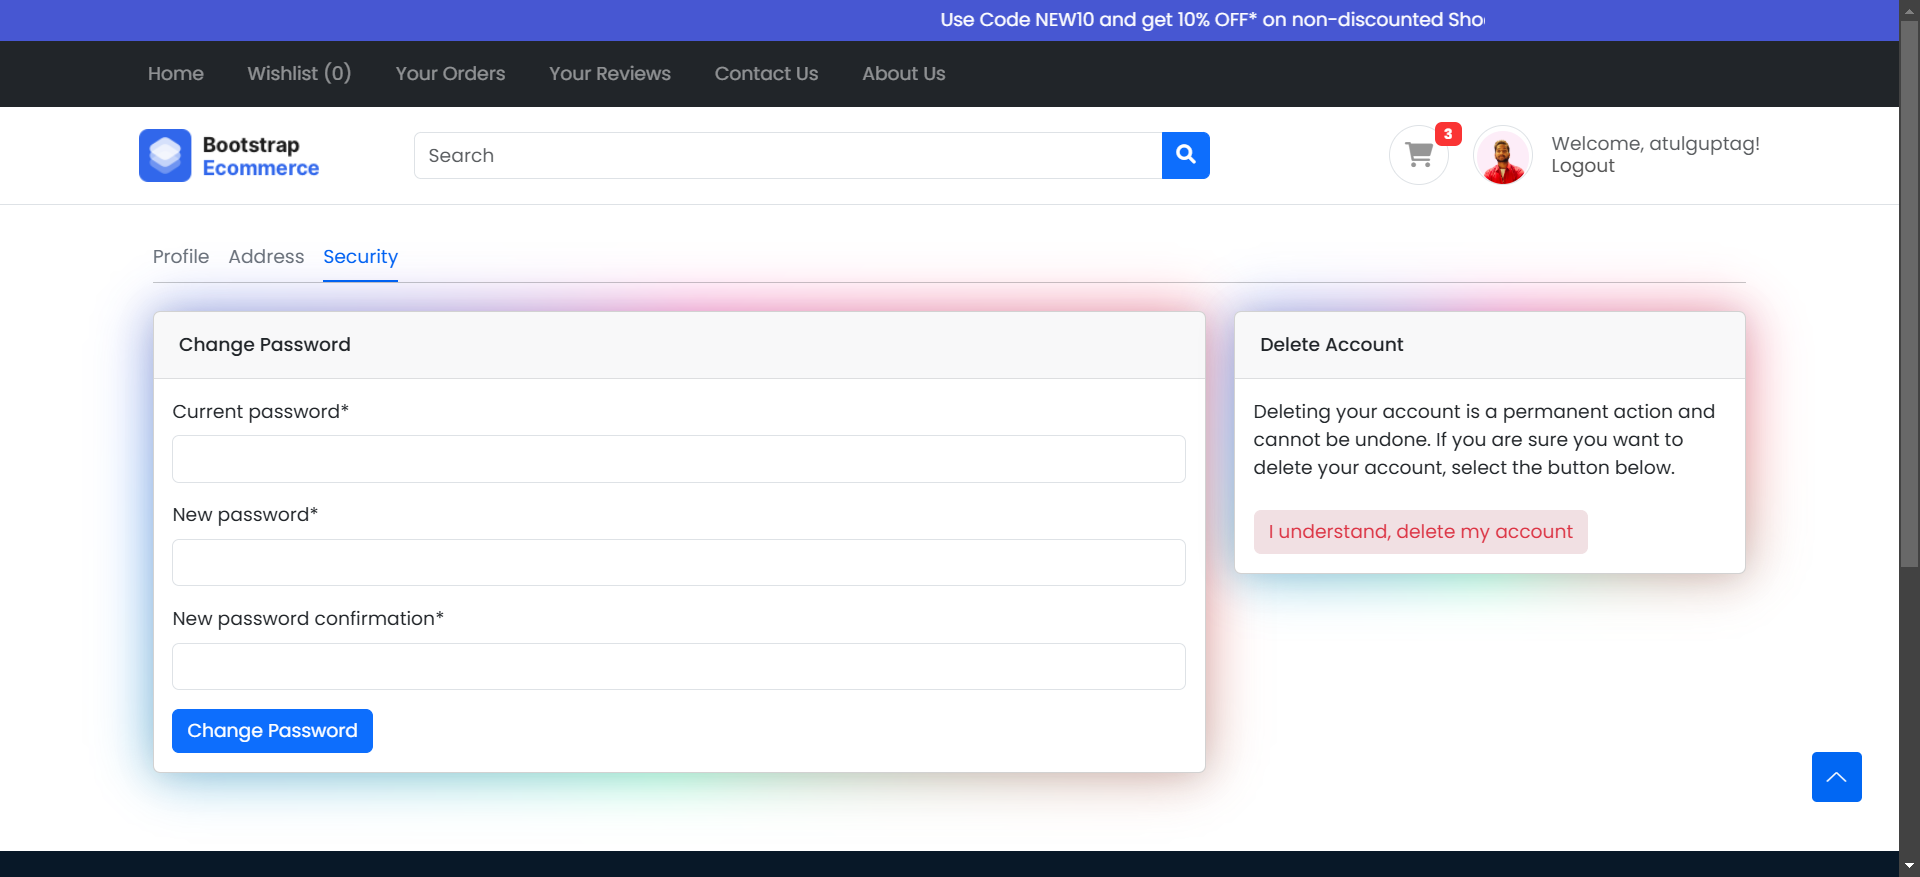 Use Code NEW10 and get 10% OFF* on non-discounted
Home Wishlist (0) Your Orders Your Reviews Contact Us About Us
Bootstrap
Ecommerce
Search
3
Welcome, atulguptag!
Logout
Profile Address Security
Change Password
Current password*
New password*
New password confirmation*
Change Password
Delete Account
Deleting your account is a permanent action and
cannot be undone. If you are sure you want to
delete your account, select the button below.
I understand, delete my account